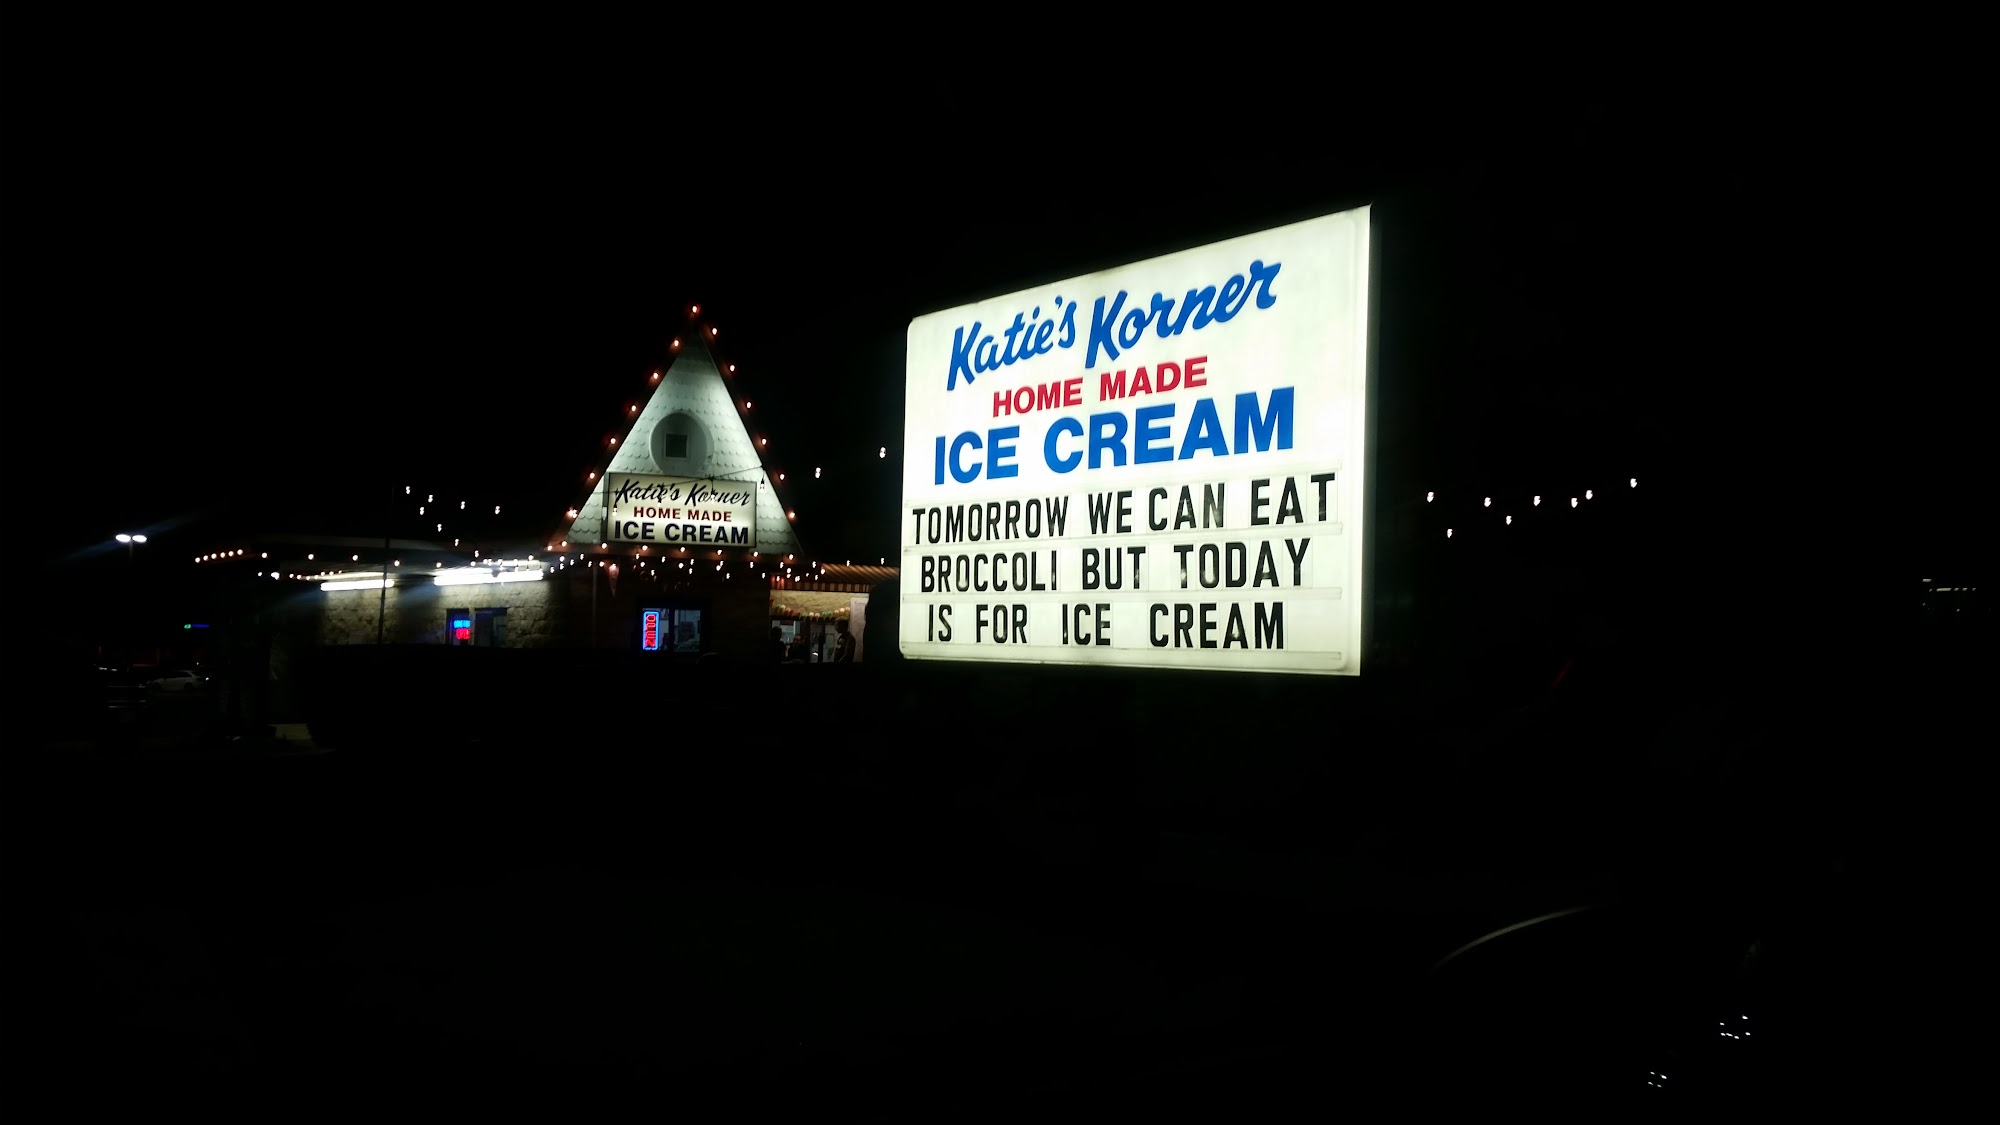 Katie's Korner
HOME MADE
ICE CREAM
TOMORROW WE CAN EAT
BROCCOLI BUT TODAY
IS FOR ICE CREAM
Katie's Korner
HOME MADE
ICE CREAM
OPEN